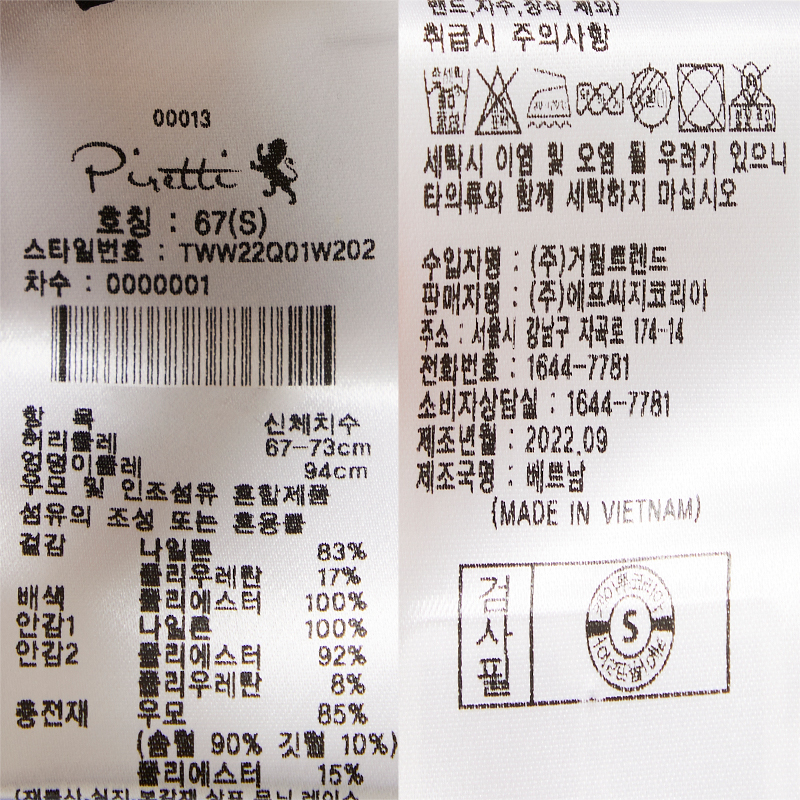 00013
Piretti
호칭 : 67(S)
스타일번호 : TWW22Q01W202
차수 : 0000001
항 목 신체치수
허리둘레 67-73cm
엉덩이둘레 94cm
우모 및 인조섬유 혼합제품
섬유의 조성 또는 혼용률
겉감 나일론 83%
폴리우레탄 17%
배색 폴리에스터 100%
안감1 나일론 100%
안감2 폴리에스터 92%
폴리우레탄 8%
충전재 우모 85%
(솜털 90% 깃털 10%)
폴리에스터 15%
취급시 주의사항
세탁시 이염 및 오염 될 우려가 있으니
타의류와 함께 세탁하지 마십시오
수입자명 : (주)거림트렌드
판매자명 : (주)에프씨지코리아
주소 : 서울시 강남구 자곡로 174-14
전화번호 : 1644-7781
소비자상담실 : 1644-7781
제조년월 : 2022.09
제조국명 : 베트남
(MADE IN VIETNAM)
검사필
S